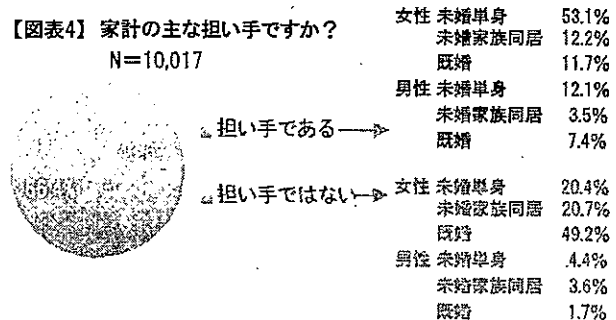 【図表4】 家計の主な担い手ですか？
N＝10,017
担い手である
女性 未婚単身 53.1%
未婚家族同居 12.2%
既婚 11.7%
男性 未婚単身 12.1%
未婚家族同居 3.5%
既婚 7.4%
担い手ではない
女性 未婚単身 20.4%
未婚家族同居 20.7%
既婚 49.2%
男性 未婚単身 4.4%
未婚家族同居 3.6%
既婚 1.7%